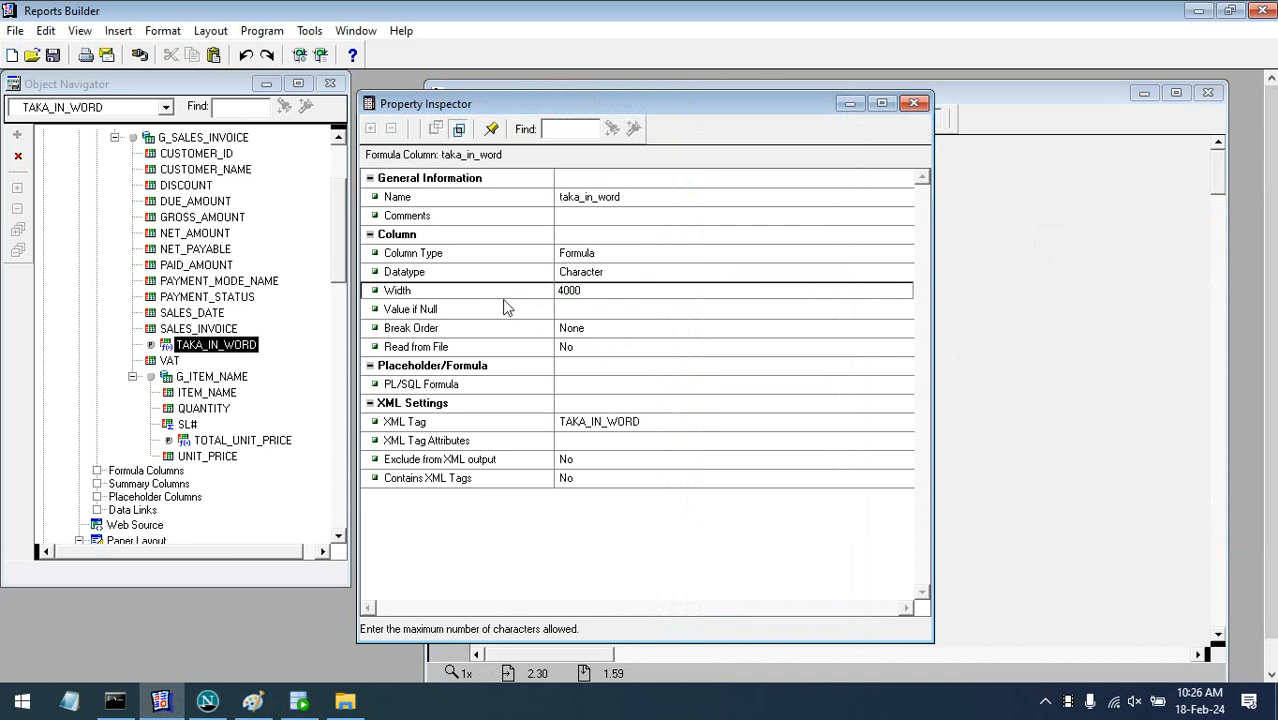 Reports Builder
File Edit View Insert Format Layout Program Tools Window Help
Object Navigator
TAKA_IN_WORD Find:
G_SALES_INVOICE
CUSTOMER_ID
CUSTOMER_NAME
DISCOUNT
DUE_AMOUNT
GROSS_AMOUNT
NET_AMOUNT
NET_PAYABLE
PAID_AMOUNT
PAYMENT_MODE_NAME
PAYMENT_STATUS
SALES_DATE
SALES_INVOICE
TAKA_IN_WORD
VAT
G_ITEM_NAME
ITEM_NAME
QUANTITY
SL#
TOTAL_UNIT_PRICE
UNIT_PRICE
Formula Columns
Summary Columns
Placeholder Columns
Data Links
Web Source
Paper Layout
Property Inspector
Find:
Formula Column: taka_in_word
General Information
Name taka_in_word
Comments
Column
Column Type Formula
Datatype Character
Width 4000
Value if Null
Break Order None
Read from File No
Placeholder/Formula
PL/SQL Formula
XML Settings
XML Tag TAKA_IN_WORD
XML Tag Attributes
Exclude from XML output No
Contains XML Tags No
Enter the maximum number of characters allowed.
1x 2.30 1.59
10:26 AM
18-Feb-24